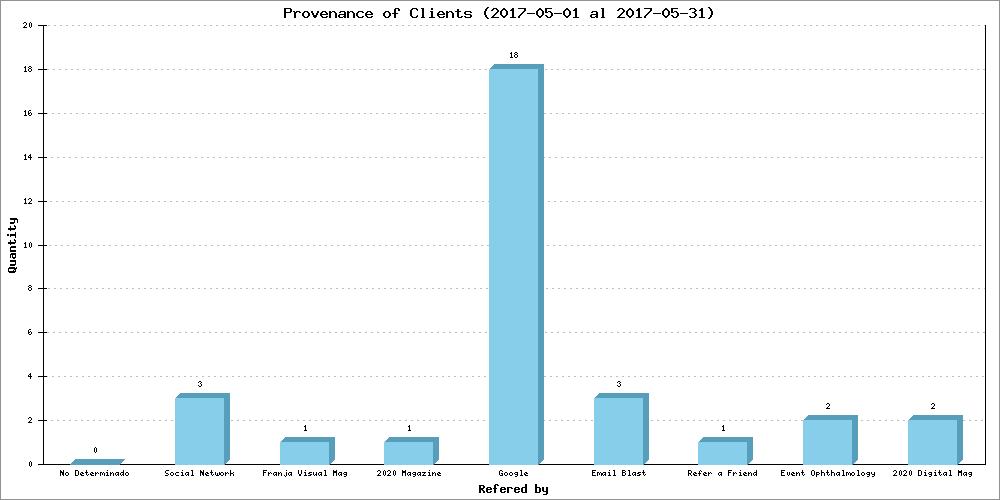 Provenance of Clients (2017-05-01 al 2017-05-31)
20
18
16
14
12
10
8
6
4
2
0
Quantity
0
3
1
1
18
3
1
2
2
No Determinado
Social Network
Franja Visual Mag
2020 Magazine
Google
Email Blast
Refer a Friend
Event Ophthalmology
2020 Digital Mag
Refered by